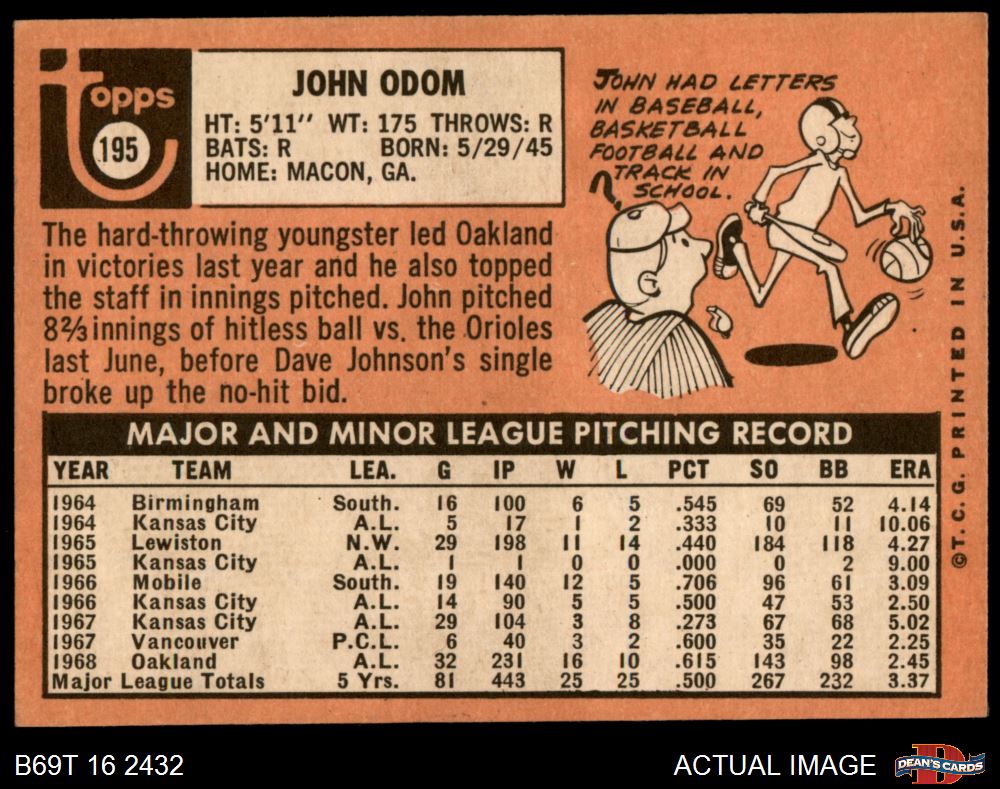 topps
195
JOHN ODOM
HT: 5'11" WT: 175 THROWS: R
BATS: R BORN: 5/29/45
HOME: MACON, GA.
JOHN HAD LETTERS
IN BASEBALL,
BASKETBALL
FOOTBALL AND
TRACK IN
SCHOOL.
?
The hard-throwing youngster led Oakland
in victories last year and he also topped
the staff in innings pitched. John pitched
8⅔ innings of hitless ball vs. the Orioles
last June, before Dave Johnson's single
broke up the no-hit bid.
MAJOR AND MINOR LEAGUE PITCHING RECORD
YEAR TEAM LEA. G IP W L PCT SO BB ERA
1964 Birmingham South. 16 100 6 5 .545 69 52 4.14
1964 Kansas City A.L. 5 17 1 2 .333 10 11 10.06
1965 Lewiston N.W. 29 198 11 14 .440 184 118 4.27
1965 Kansas City A.L. 1 1 0 0 .000 0 2 9.00
1966 Mobile South. 19 140 12 5 .706 96 61 3.09
1966 Kansas City A.L. 14 90 5 5 .500 47 53 2.50
1967 Kansas City A.L. 29 104 3 8 .273 67 68 5.02
1967 Vancouver P.C.L. 6 40 3 2 .600 35 22 2.25
1968 Oakland A.L. 32 231 16 10 .615 143 98 2.45
Major League Totals 5 Yrs. 81 443 25 25 .500 267 232 3.37
©T.C.G. PRINTED IN U.S.A.
B69T 16 2432
ACTUAL IMAGE
D
DEAN'S CARDS